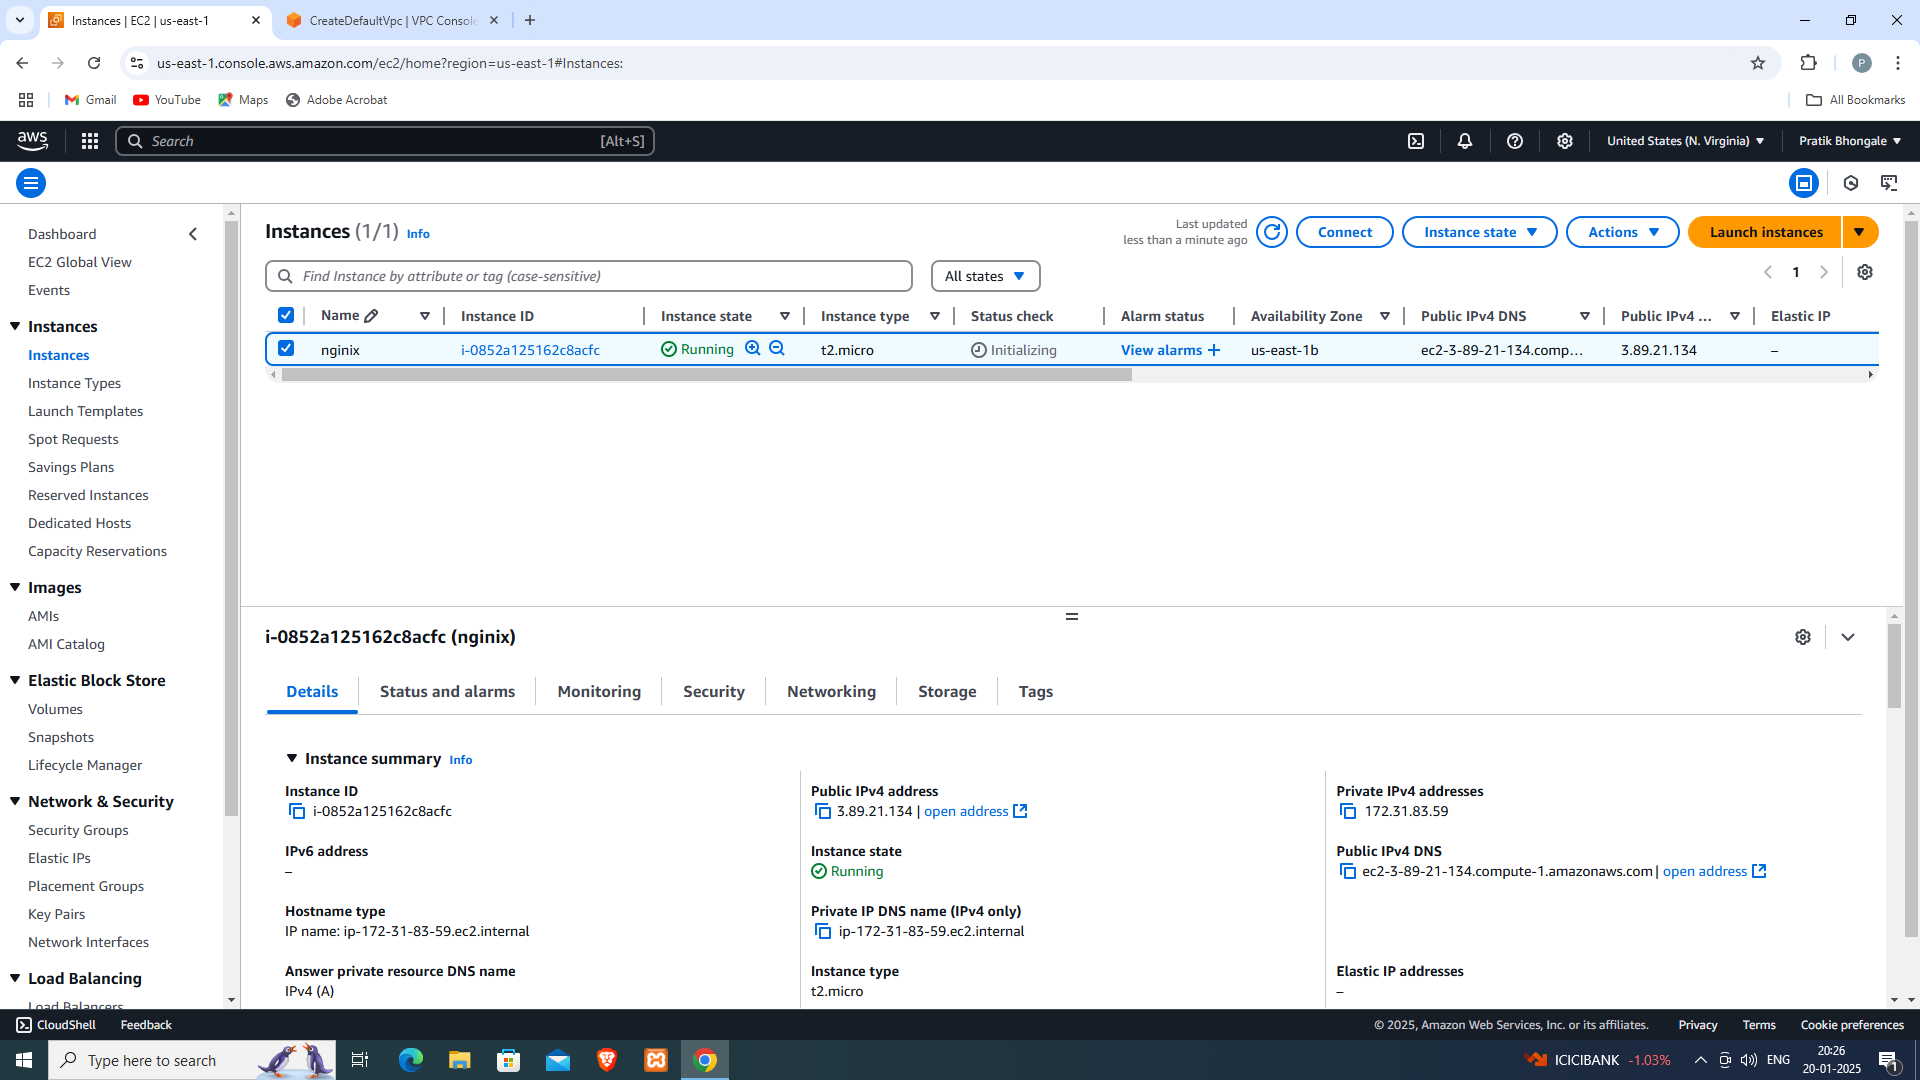 Instances | EC2 | us-east-1
CreateDefaultVpc | VPC Console
us-east-1.console.aws.amazon.com/ec2/home?region=us-east-1#Instances:
P
Gmail
YouTube
Maps
Adobe Acrobat
All Bookmarks
aws
Search
[Alt+S]
United States (N. Virginia)
Pratik Bhongale
Dashboard
EC2 Global View
Events
Instances
Instances
Instance Types
Launch Templates
Spot Requests
Savings Plans
Reserved Instances
Dedicated Hosts
Capacity Reservations
Images
AMIs
AMI Catalog
Elastic Block Store
Volumes
Snapshots
Lifecycle Manager
Network & Security
Security Groups
Elastic IPs
Placement Groups
Key Pairs
Network Interfaces
Load Balancing
Load Balancers
Instances (1/1) Info
Last updated
less than a minute ago
Connect
Instance state
Actions
Launch instances
Find Instance by attribute or tag (case-sensitive)
All states
1
Name
Instance ID
Instance state
Instance type
Status check
Alarm status
Availability Zone
Public IPv4 DNS
Public IPv4 ...
Elastic IP
nginix
i-0852a125162c8acfc
Running
t2.micro
Initializing
View alarms +
us-east-1b
ec2-3-89-21-134.comp...
3.89.21.134
–
i-0852a125162c8acfc (nginix)
Details
Status and alarms
Monitoring
Security
Networking
Storage
Tags
Instance summary Info
Instance ID
i-0852a125162c8acfc
Public IPv4 address
3.89.21.134 | open address
Private IPv4 addresses
172.31.83.59
IPv6 address
–
Instance state
Running
Public IPv4 DNS
ec2-3-89-21-134.compute-1.amazonaws.com | open address
Hostname type
IP name: ip-172-31-83-59.ec2.internal
Private IP DNS name (IPv4 only)
ip-172-31-83-59.ec2.internal
Answer private resource DNS name
IPv4 (A)
Instance type
t2.micro
Elastic IP addresses
–
CloudShell
Feedback
© 2025, Amazon Web Services, Inc. or its affiliates.
Privacy
Terms
Cookie preferences
Type here to search
ICICIBANK -1.03%
ENG
20:26
20-01-2025
1